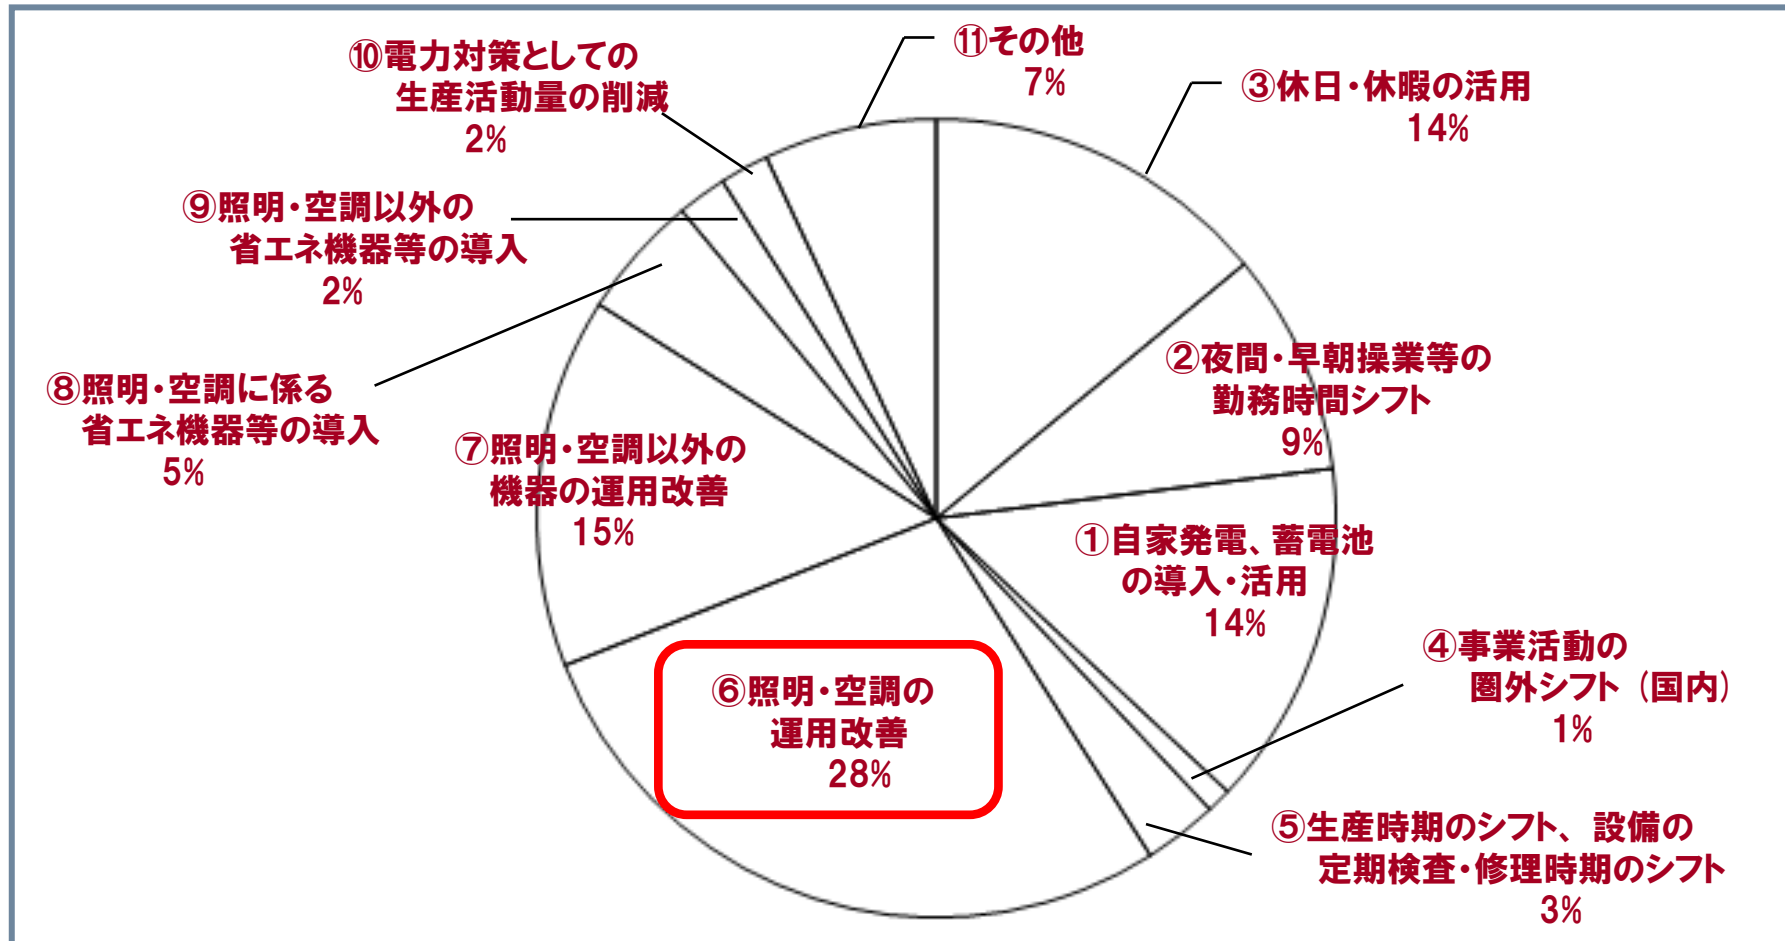 ⑩電力対策としての
生産活動量の削減
2%
⑪その他
7%
③休日・休暇の活用
14%
⑨照明・空調以外の
省エネ機器等の導入
2%
②夜間・早朝操業等の
勤務時間シフト
9%
⑧照明・空調に係る
省エネ機器等の導入
5%
⑦照明・空調以外の
機器の運用改善
15%
①自家発電、蓄電池
の導入・活用
14%
④事業活動の
圏外シフト（国内）
1%
⑥照明・空調の
運用改善
28%
⑤生産時期のシフト、設備の
定期検査・修理時期のシフト
3%